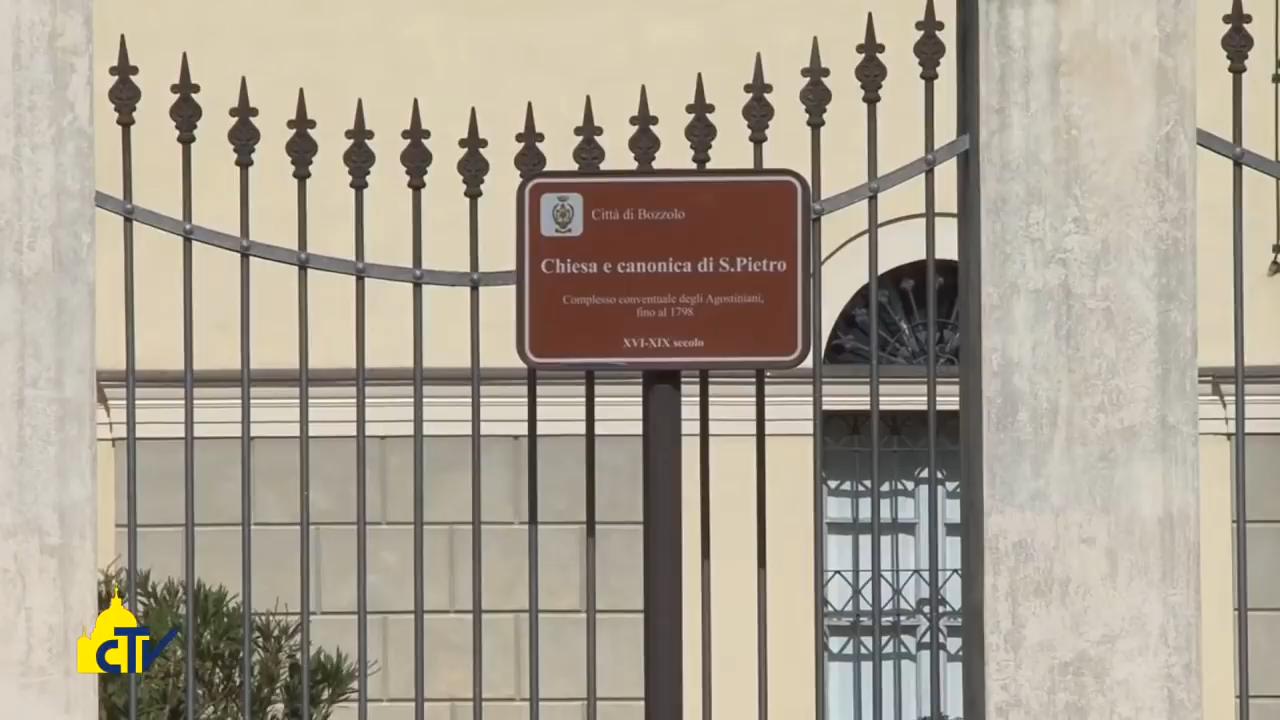 Città di Bozzolo
Chiesa e canonica di S.Pietro
Complesso conventuale degli Agostiniani,
fino al 1798
XVI-XIX secolo
CTV